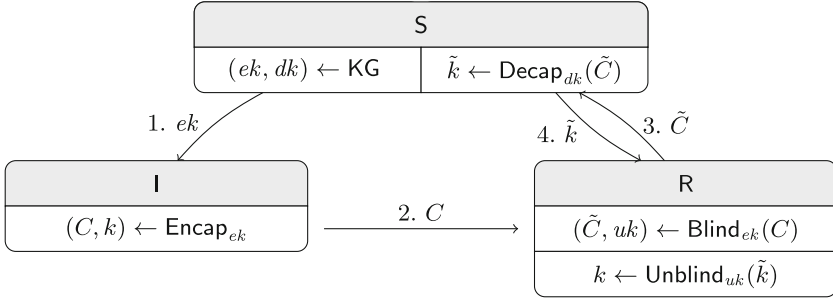 S
(ek, dk) ← KG
k̃ ← Decap_dk(C̃)
1. ek
4. k̃
3. C̃
I
(C, k) ← Encap_ek
2. C
R
(C̃, uk) ← Blind_ek(C)
k ← Unblind_uk(k̃)